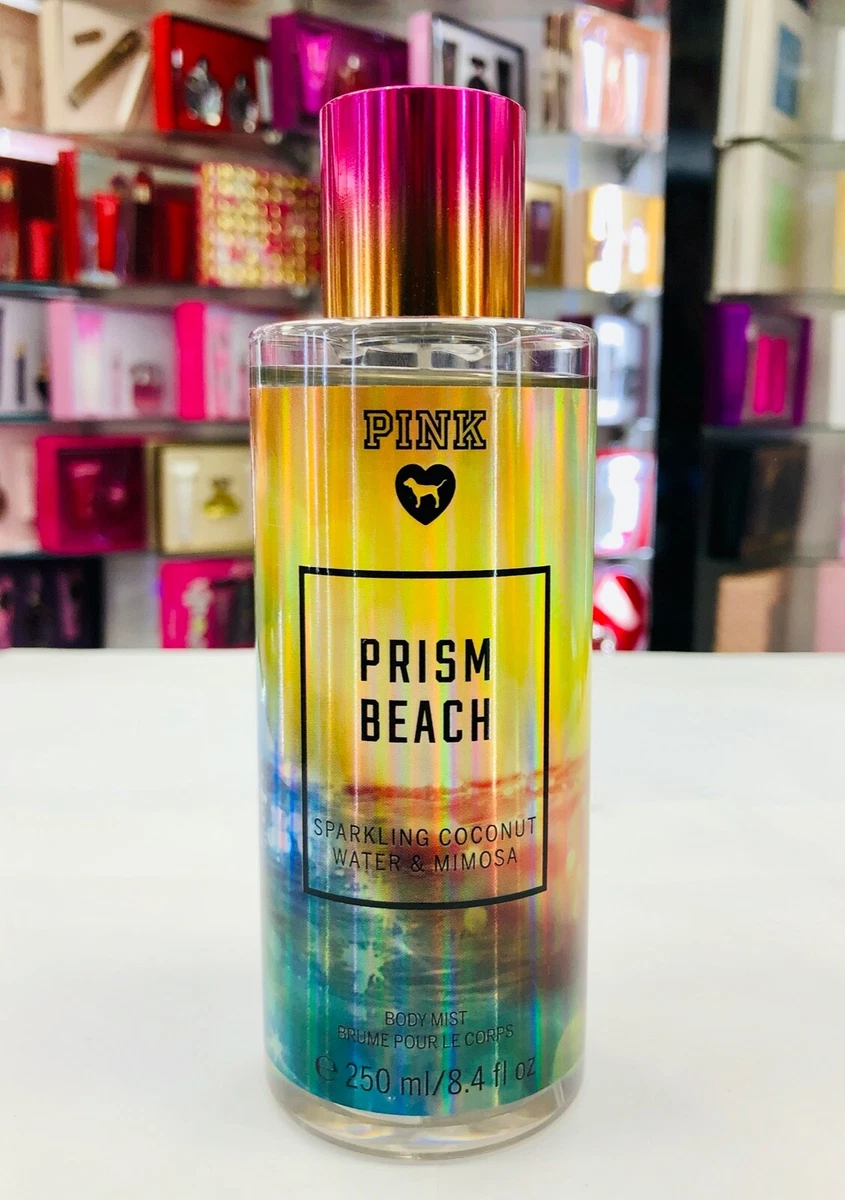 PINK
PRISM
BEACH
SPARKLING COCONUT
WATER & MIMOSA
BODY MIST
BRUME POUR LE CORPS
℮ 250 ml/8.4 fl oz